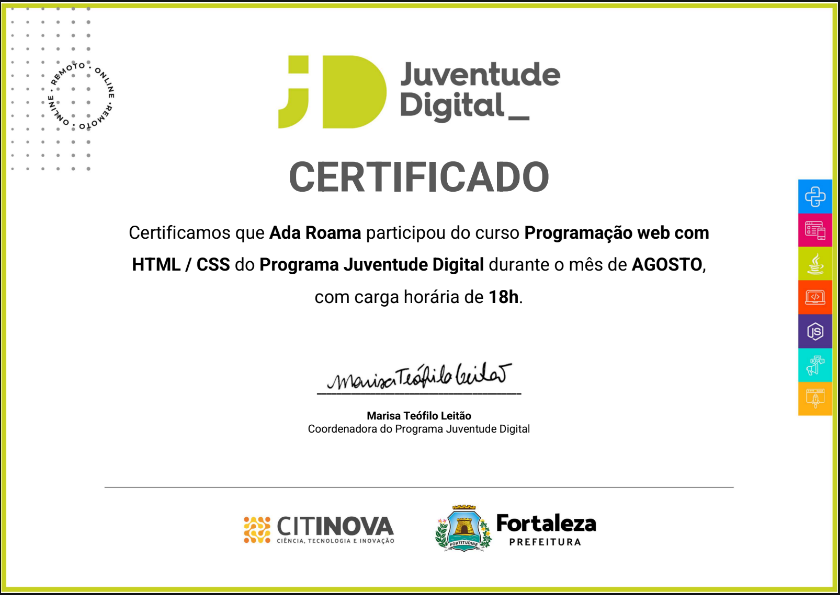 REMOTO • ONLINE • REMOTO • ONLINE •
Juventude
Digital_
CERTIFICADO
Certificamos que Ada Roama participou do curso Programação web com
HTML / CSS do Programa Juventude Digital durante o mês de AGOSTO,
com carga horária de 18h.
Marisa Teófilo Leitão
Marisa Teófilo Leitão
Coordenadora do Programa Juventude Digital
CITINOVA
CIÊNCIA, TECNOLOGIA E INOVAÇÃO
Fortaleza
PREFEITURA
FORTITUDINE